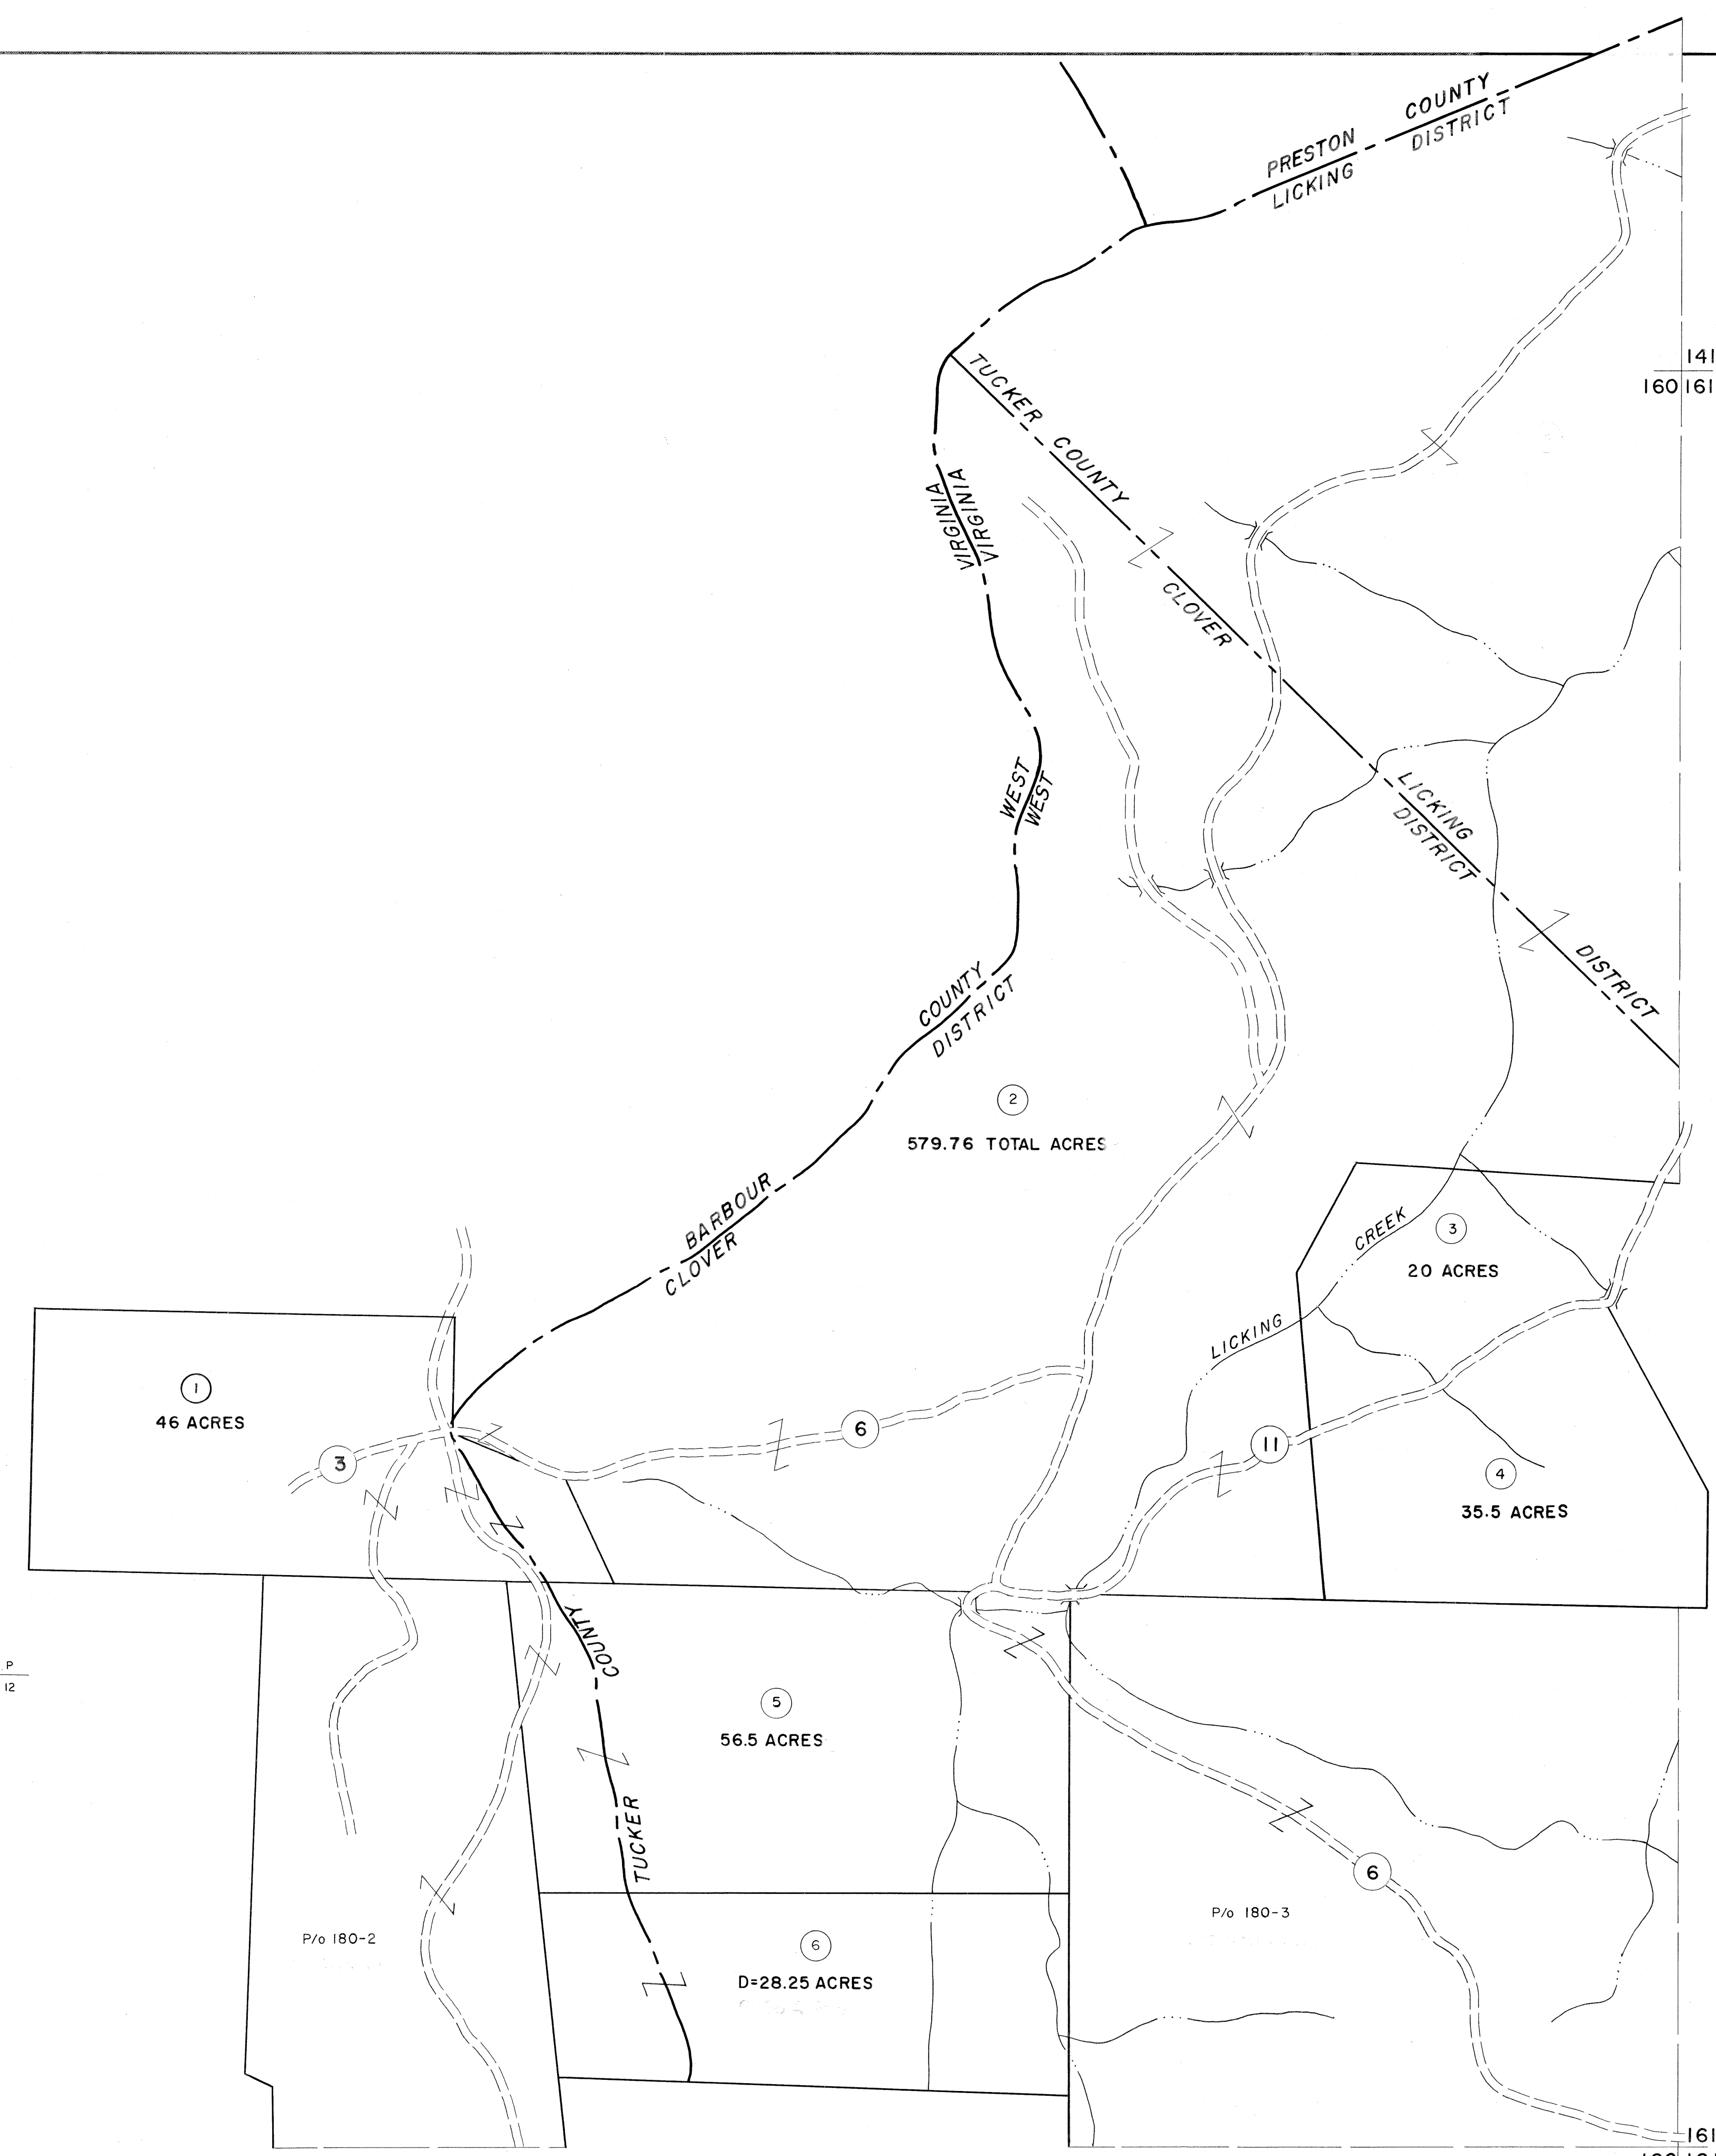 PRESTON COUNTY
LICKING DISTRICT
141
160 161
TUCKER COUNTY
CLOVER
LICKING DISTRICT
DISTRICT
WEST VIRGINIA
WEST VIRGINIA
BARBOUR COUNTY
CLOVER DISTRICT
2
579.76 TOTAL ACRES
3
20 ACRES
LICKING CREEK
1
46 ACRES
3
6
11
4
35.5 ACRES
P
12
TUCKER COUNTY
5
56.5 ACRES
6
P/o 180-2
P/o 180-3
6
D=28.25 ACRES
161